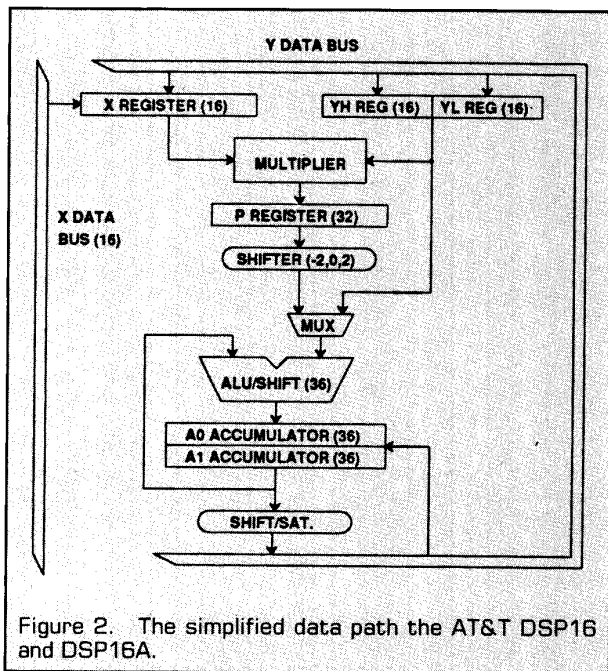 Y DATA BUS
X REGISTER (16)
YH REG (16)
YL REG (16)
MULTIPLIER
P REGISTER (32)
X DATA
BUS (16)
SHIFTER (-2,0,2)
MUX
ALU/SHIFT (36)
A0 ACCUMULATOR (36)
A1 ACCUMULATOR (36)
SHIFT/SAT.
Figure 2. The simplified data path the AT&T DSP16
and DSP16A.